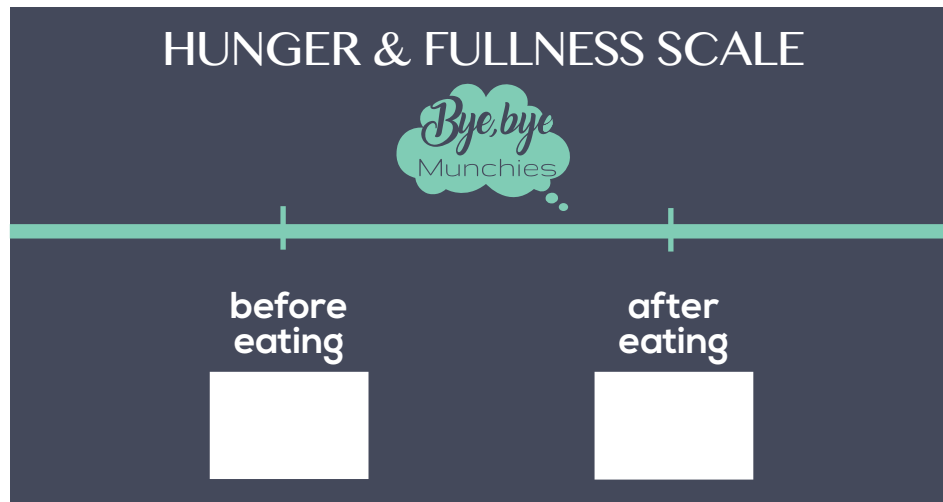 HUNGER & FULLNESS SCALE
Bye, bye
Munchies
before
eating
after
eating